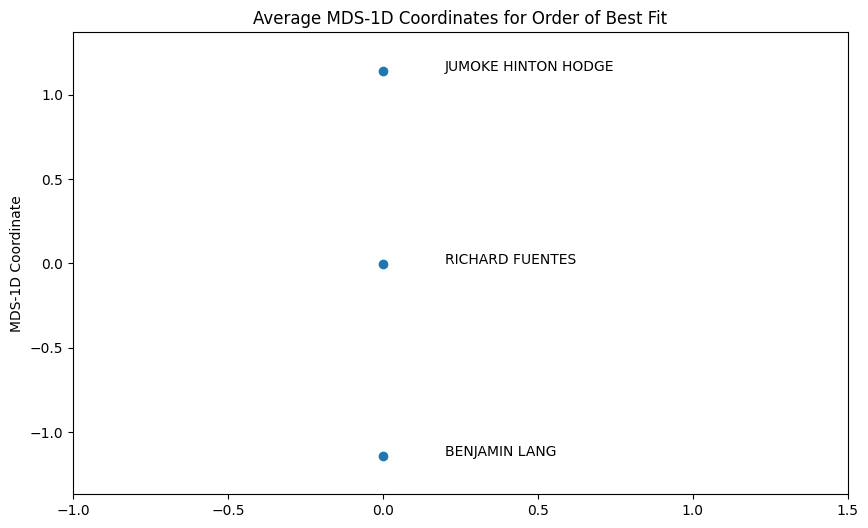 Average MDS-1D Coordinates for Order of Best Fit
JUMOKE HINTON HODGE
1.0
0.5
MDS-1D Coordinate
0.0
RICHARD FUENTES
−0.5
−1.0
BENJAMIN LANG
−1.0
−0.5
0.0
0.5
1.0
1.5